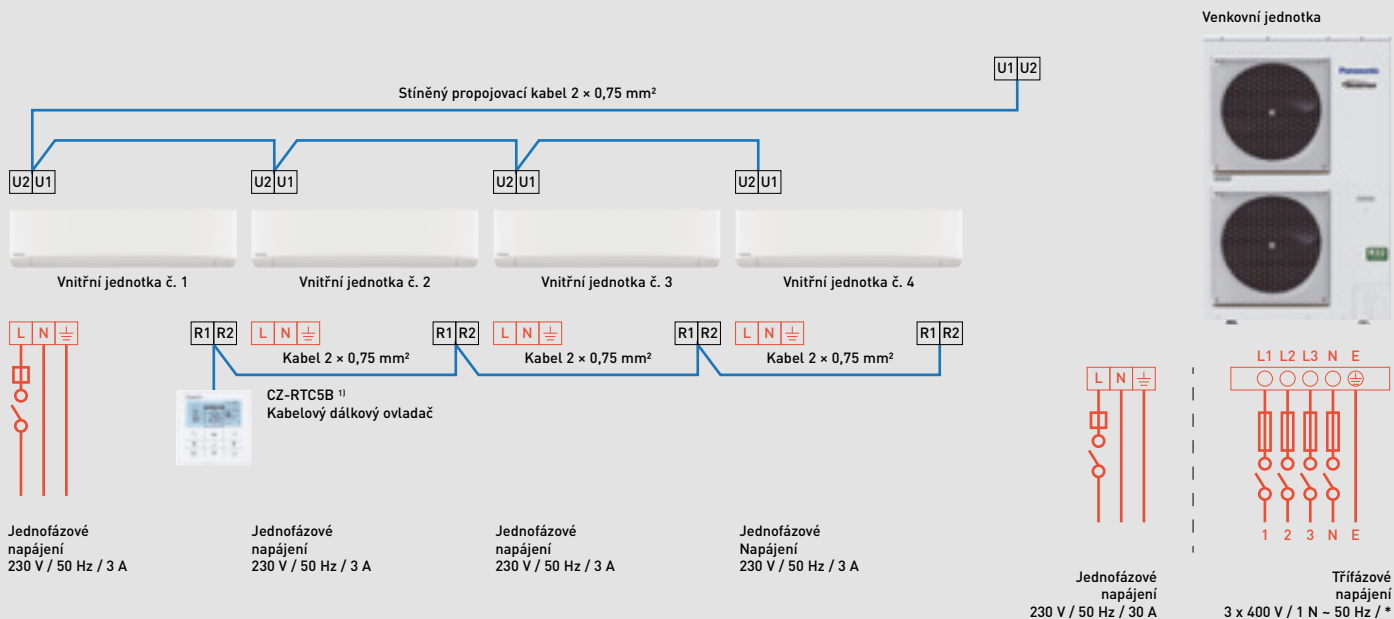 Venkovní jednotka
U1 U2
Stíněný propojovací kabel 2 × 0,75 mm²
U2 U1
U2 U1
U2 U1
U2 U1
Panasonic
Vnitřní jednotka č. 1
Vnitřní jednotka č. 2
Vnitřní jednotka č. 3
Vnitřní jednotka č. 4
L N
R1 R2
L N
Kabel 2 × 0,75 mm²
R1 R2
L N
Kabel 2 × 0,75 mm²
R1 R2
L N
Kabel 2 × 0,75 mm²
R1 R2
CZ-RTC5B ¹⁾
Kabelový dálkový ovladač
L N
L1 L2 L3 N E
1 2 3 N E
Jednofázové
napájení
230 V / 50 Hz / 3 A
Jednofázové
napájení
230 V / 50 Hz / 3 A
Jednofázové
napájení
230 V / 50 Hz / 3 A
Jednofázové
Napájení
230 V / 50 Hz / 3 A
Jednofázové
napájení
230 V / 50 Hz / 30 A
Třífázové
napájení
3 x 400 V / 1 N ~ 50 Hz / *